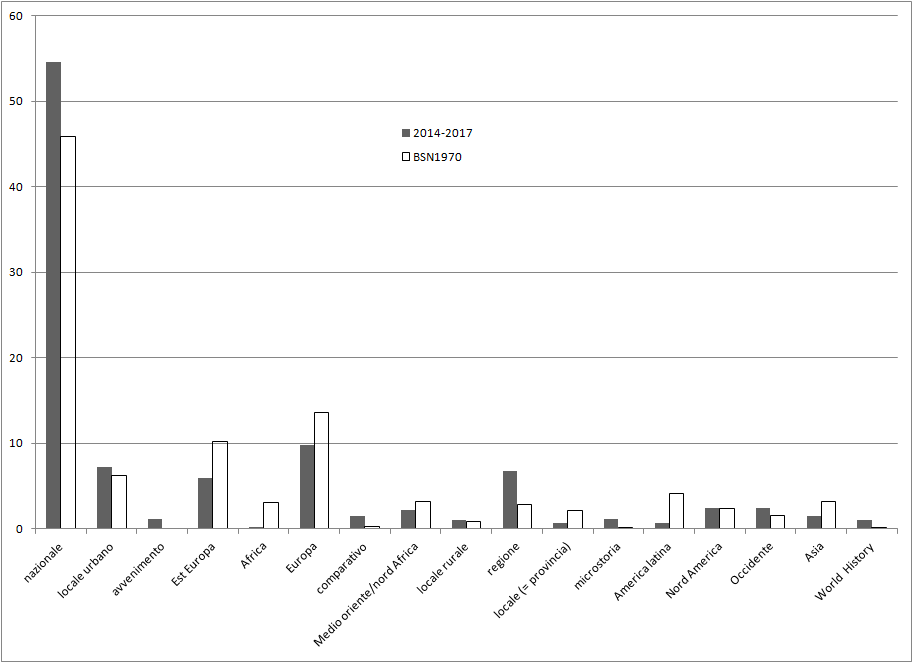 60
50
40
30
20
10
0
2014-2017
BSN1970
nazionale
locale urbano
avvenimento
Est Europa
Africa
Europa
comparativo
Medio oriente/nord Africa
locale rurale
regione
locale (= provincia)
microstoria
America latina
Nord America
Occidente
Asia
World History